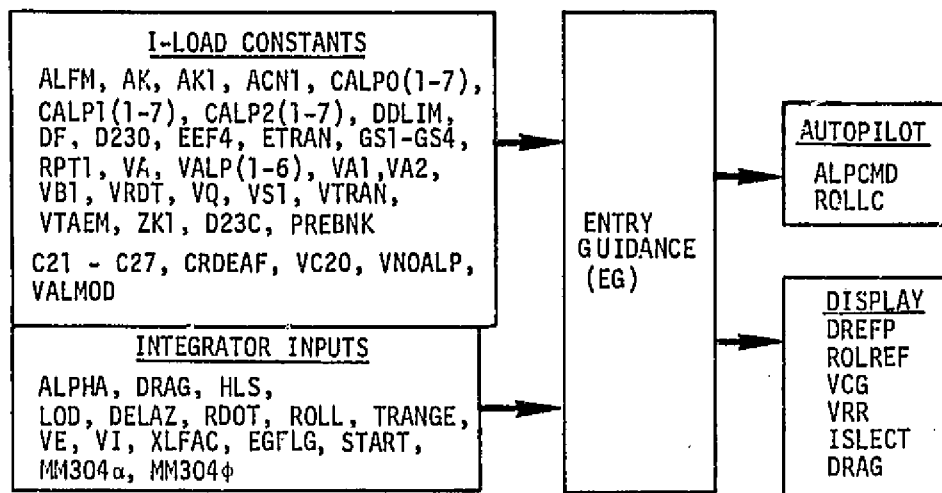 I-LOAD CONSTANTS
ALFM, AK, AK1, ACN1, CALP0(1-7),
CALP1(1-7), CALP2(1-7), DDLIM,
DF, D230, EEF4, ETRAN, GS1-GS4,
RPT1, VA, VALP(1-6), VA1,VA2,
VB1, VRDT, VQ, VS1, VTRAN,
VTAEM, ZK1, D23C, PREBNK
C21 - C27, CRDEAF, VC20, VNOALP,
VALMOD
INTEGRATOR INPUTS
ALPHA, DRAG, HLS,
LOD, DELAZ, RDOT, ROLL, TRANGE,
VE, VI, XLFAC, EGFLG, START,
MM304α, MM304ϕ
ENTRY
GUIDANCE
(EG)
AUTOPILOT
ALPCMD
ROLLC
DISPLAY
DREFP
ROLREF
VCG
VRR
ISLECT
DRAG